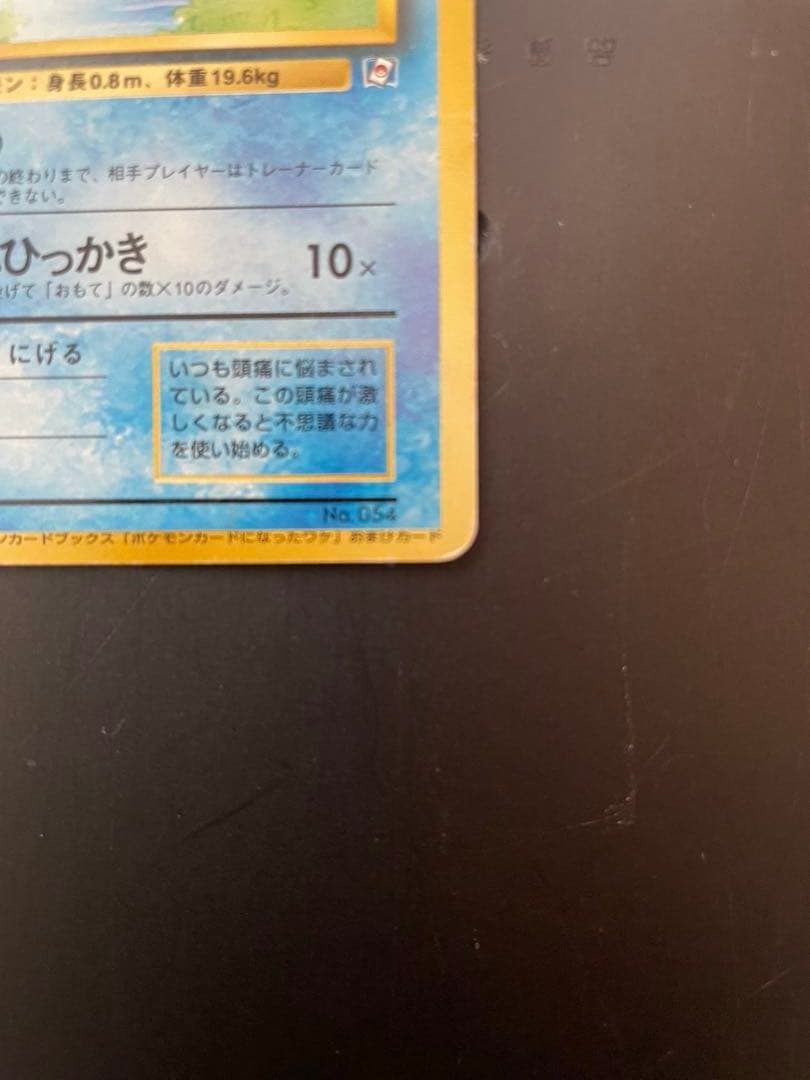 ン：身長0.8m、体重19.6kg
の終わりまで、相手プレイヤーはトレーナーカード
できない。
ひっかき 10×
投げて「おもて」の数×10のダメージ。
にげる
いつも頭痛に悩まされ
ている。この頭痛が激
しくなると不思議な力
を使い始める。
No. 054
カードブックス「ポケモンカードになったワケ」おまけカード